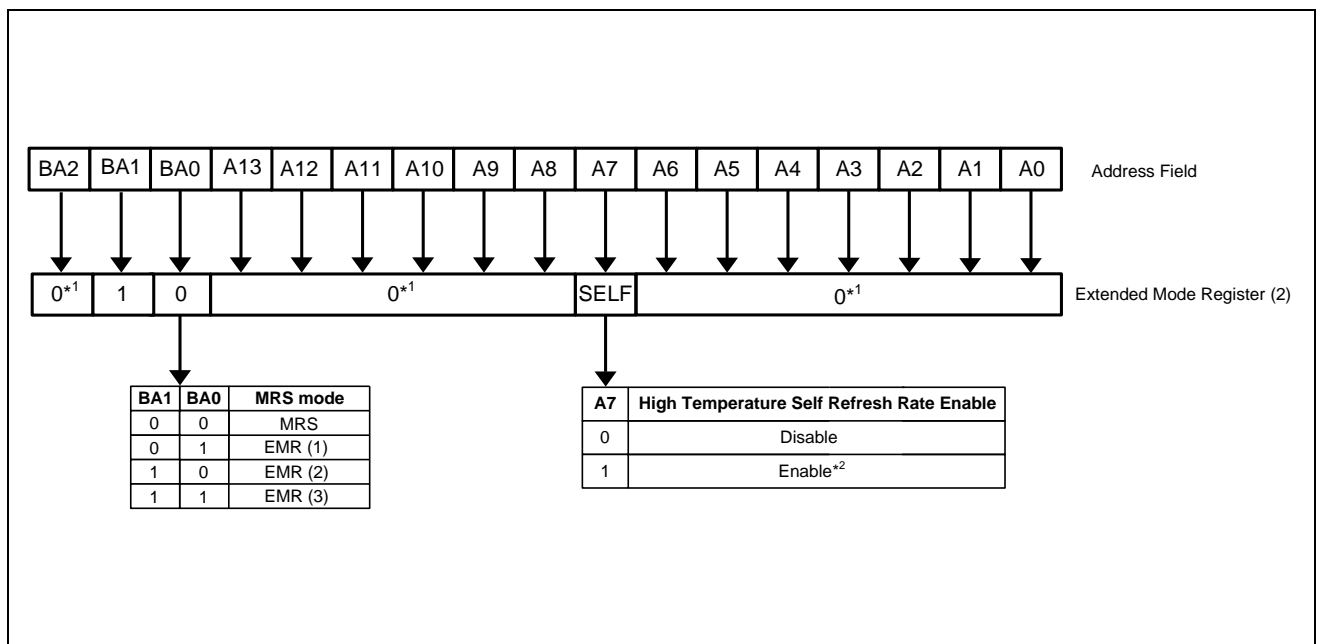 BA2 BA1 BA0 A13 A12 A11 A10 A9 A8 A7 A6 A5 A4 A3 A2 A1 A0 Address Field
0*1 1 0 0*1 SELF 0*1 Extended Mode Register (2)
BA1 BA0 MRS mode
0 0 MRS
0 1 EMR (1)
1 0 EMR (2)
1 1 EMR (3)
A7 High Temperature Self Refresh Rate Enable
0 Disable
1 Enable*2